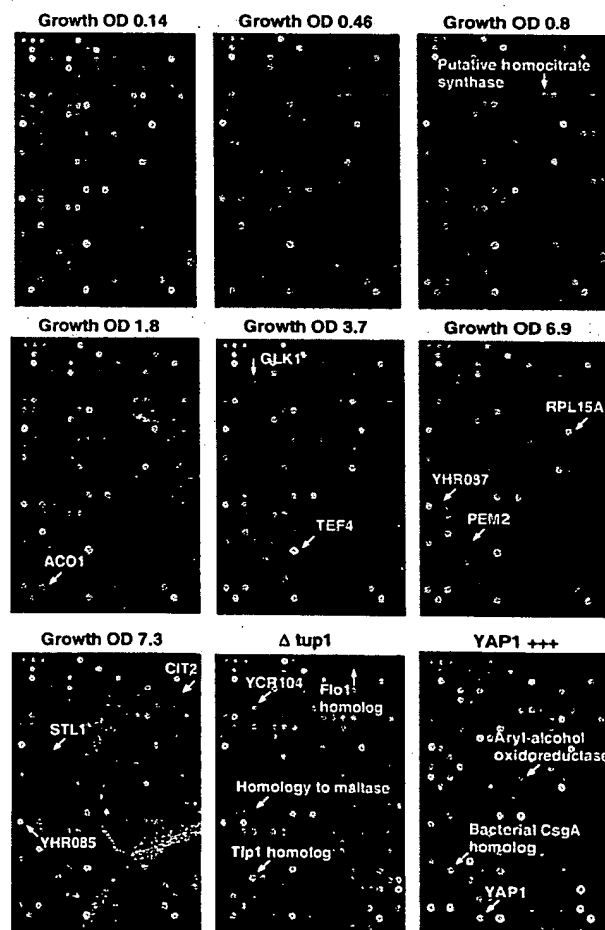 Growth OD 0.14
Growth OD 0.46
Growth OD 0.8
Putative homocitrate
synthase
Growth OD 1.8
Growth OD 3.7
Growth OD 6.9
GLK1
RPL15A
YHR087
PEM2
TEF4
ACO1
Growth OD 7.3
Δ tup1
YAP1 +++
CIT2
YCR104
Flo1
homolog
STL1
Aryl-alcohol
oxidoreductase
Homology to maltase
YHR085
Bacterial CsgA
homolog
Tip1 homolog
YAP1